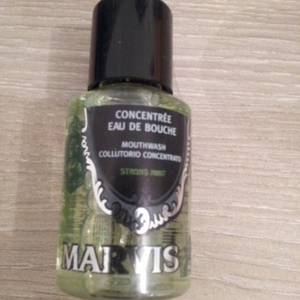 CONCENTRÉE
EAU DE BOUCHE
MOUTHWASH
COLLUTORIO CONCENTRATO
STRONG MINT
MARVIS